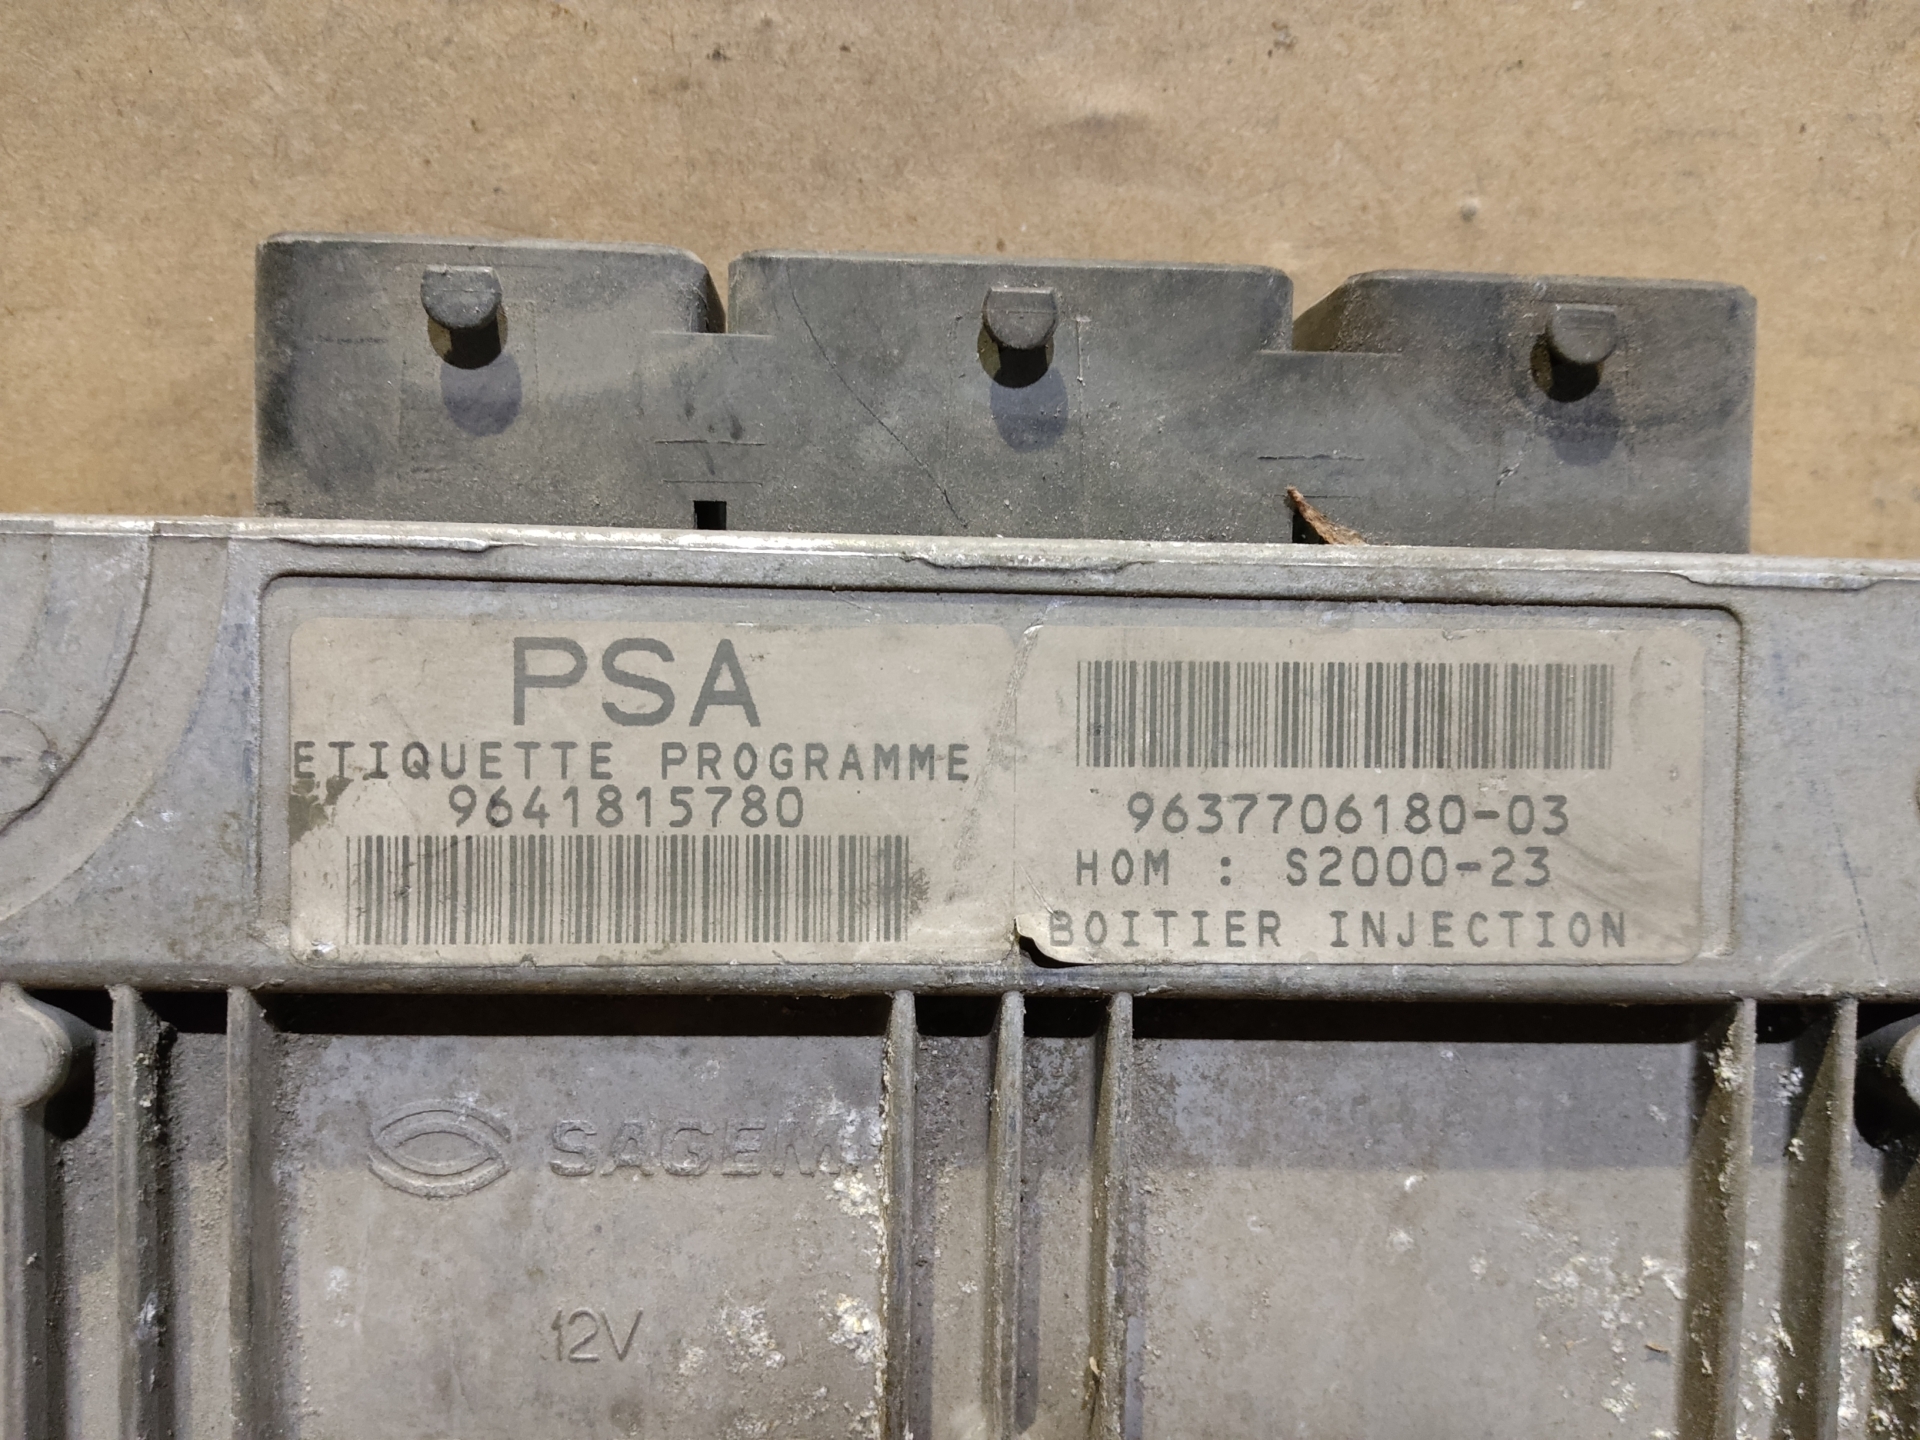 PSA
ETIQUETTE PROGRAMME
9641815780
9637706180-03
HOM : S2000-23
BOITIER INJECTION
SAGEM
12V